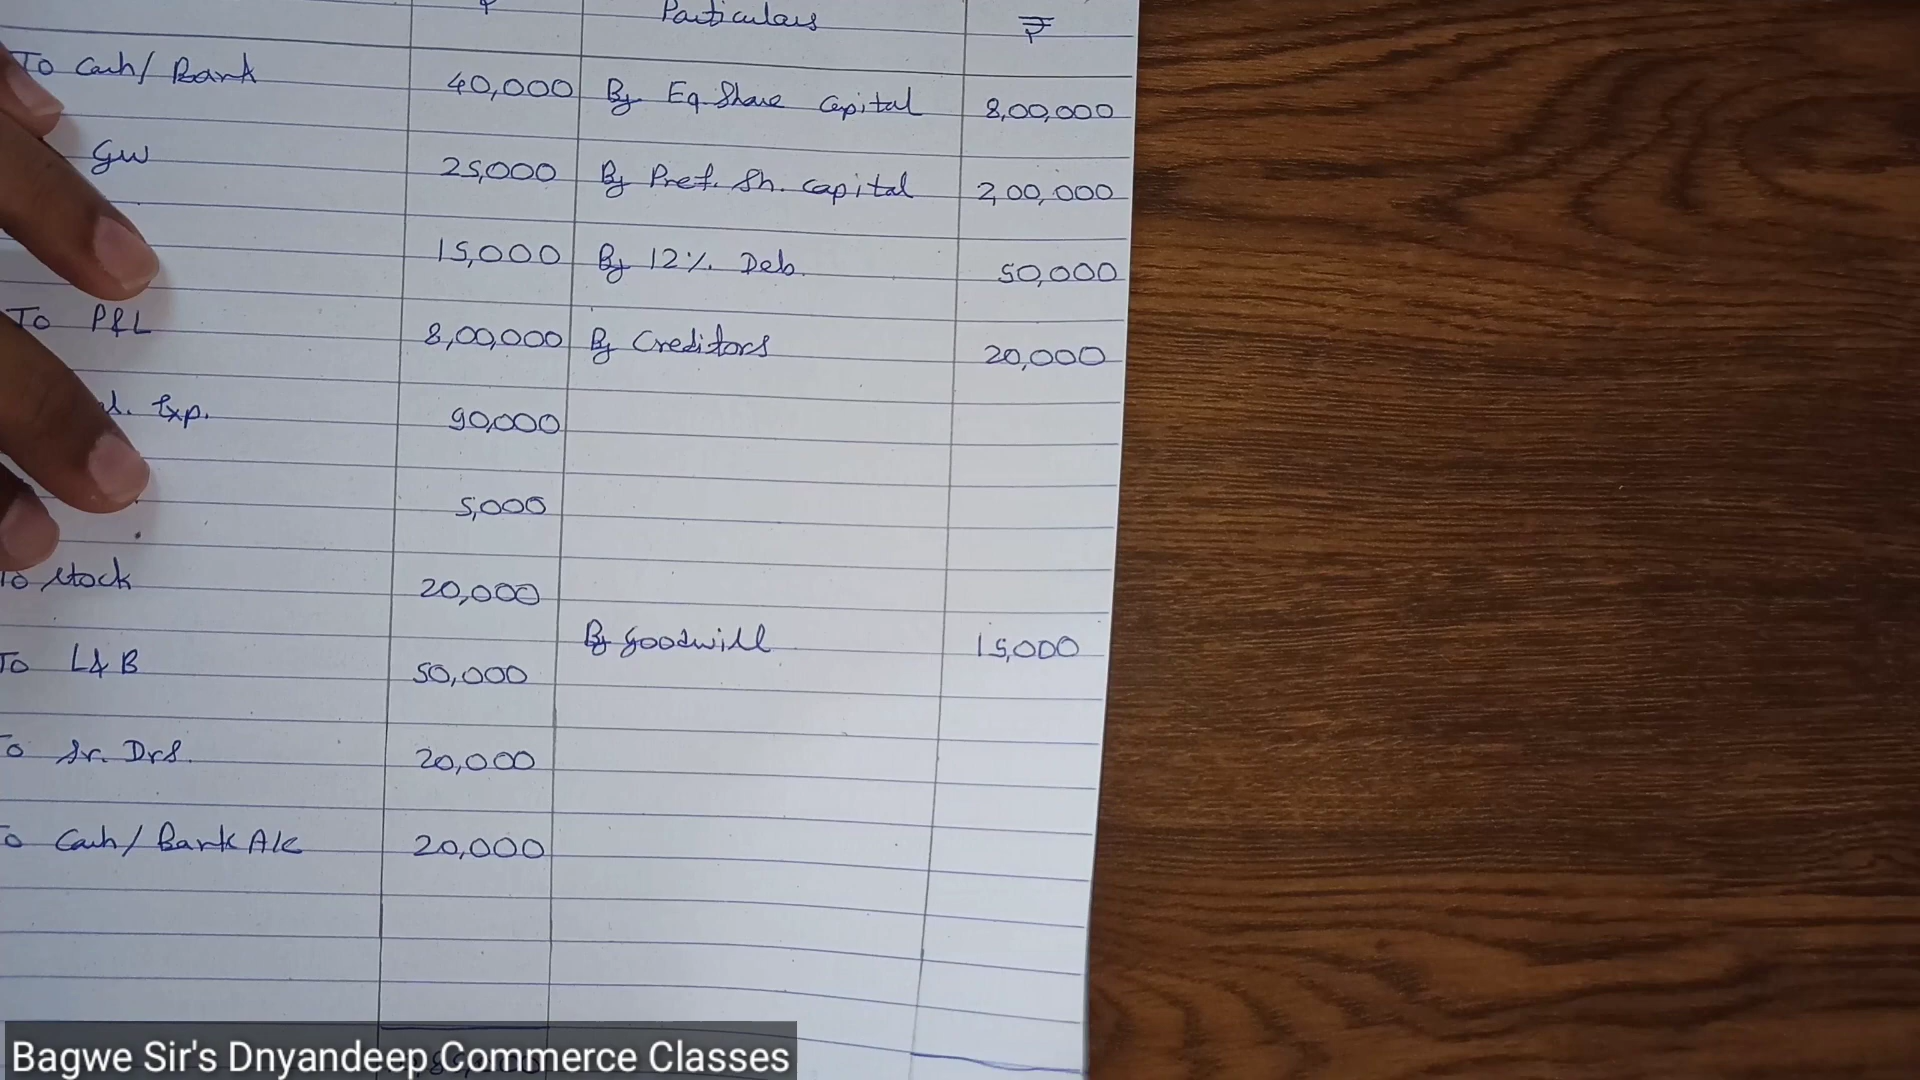 Particulars ₹
To Cash/ Bank 40,000 By Eq. Share Capital 8,00,000
GW 25,000 By Pref. Sh. Capital 2,00,000
15,000 By 12% Deb. 50,000
To P&L 8,00,000 By Creditors 20,000
Exp. 90,000
5,000
To Stock 20,000
By Goodwill 15,000
To L&B 50,000
To Sr. Drs. 20,000
To Cash/ Bank A/c 20,000
Bagwe Sir's Dnyandeep Commerce Classes